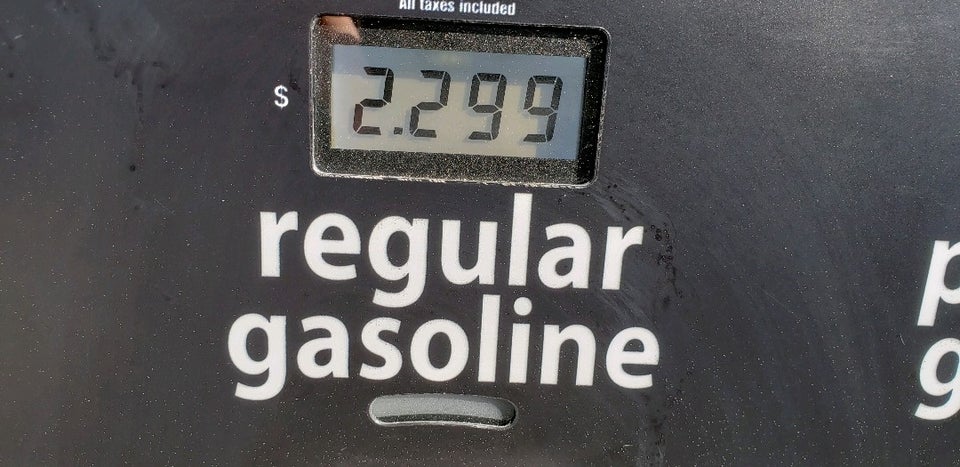 All taxes included
$ 2.299
regular
gasoline
p
g